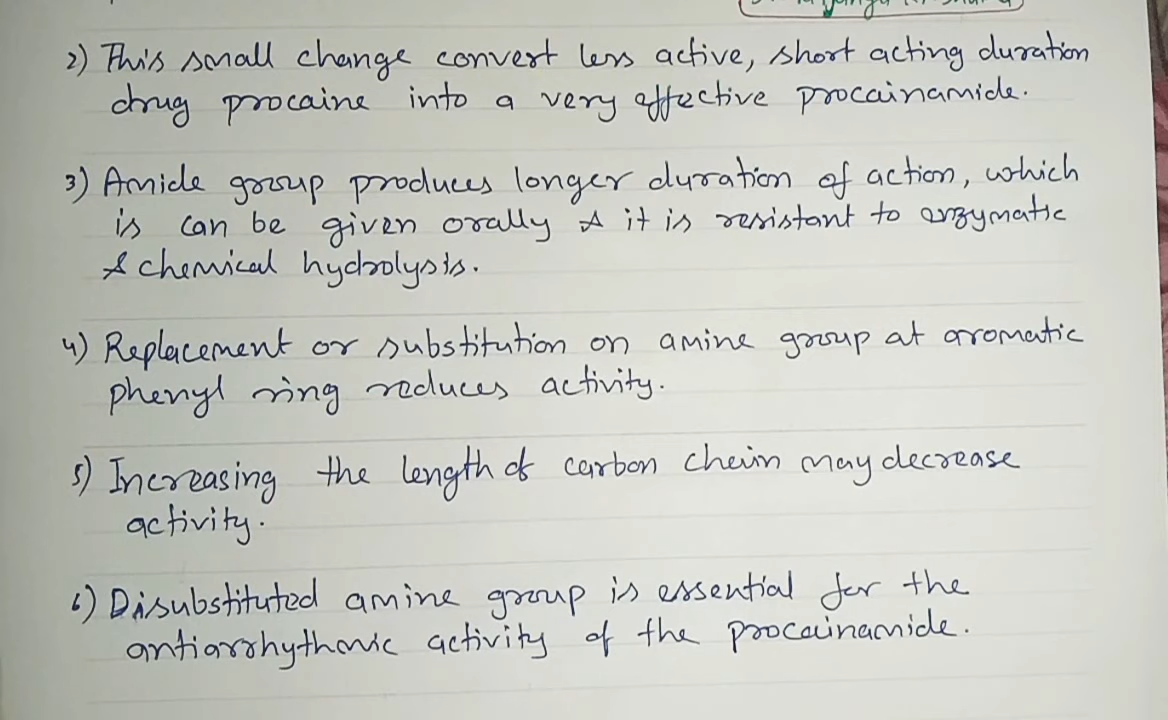 2) This small change convert less active, short acting duration
drug procaine into a very effective procainamide.
3) Amide group produces longer duration of action, which
is can be given orally & it is resistant to enzymatic
& chemical hydrolysis.
4) Replacement or substitution on amine group at aromatic
phenyl ring reduces activity.
5) Increasing the length of carbon chain may decrease
activity.
6) Disubstituted amine group is essential for the
antiarrhythmic activity of the procainamide.